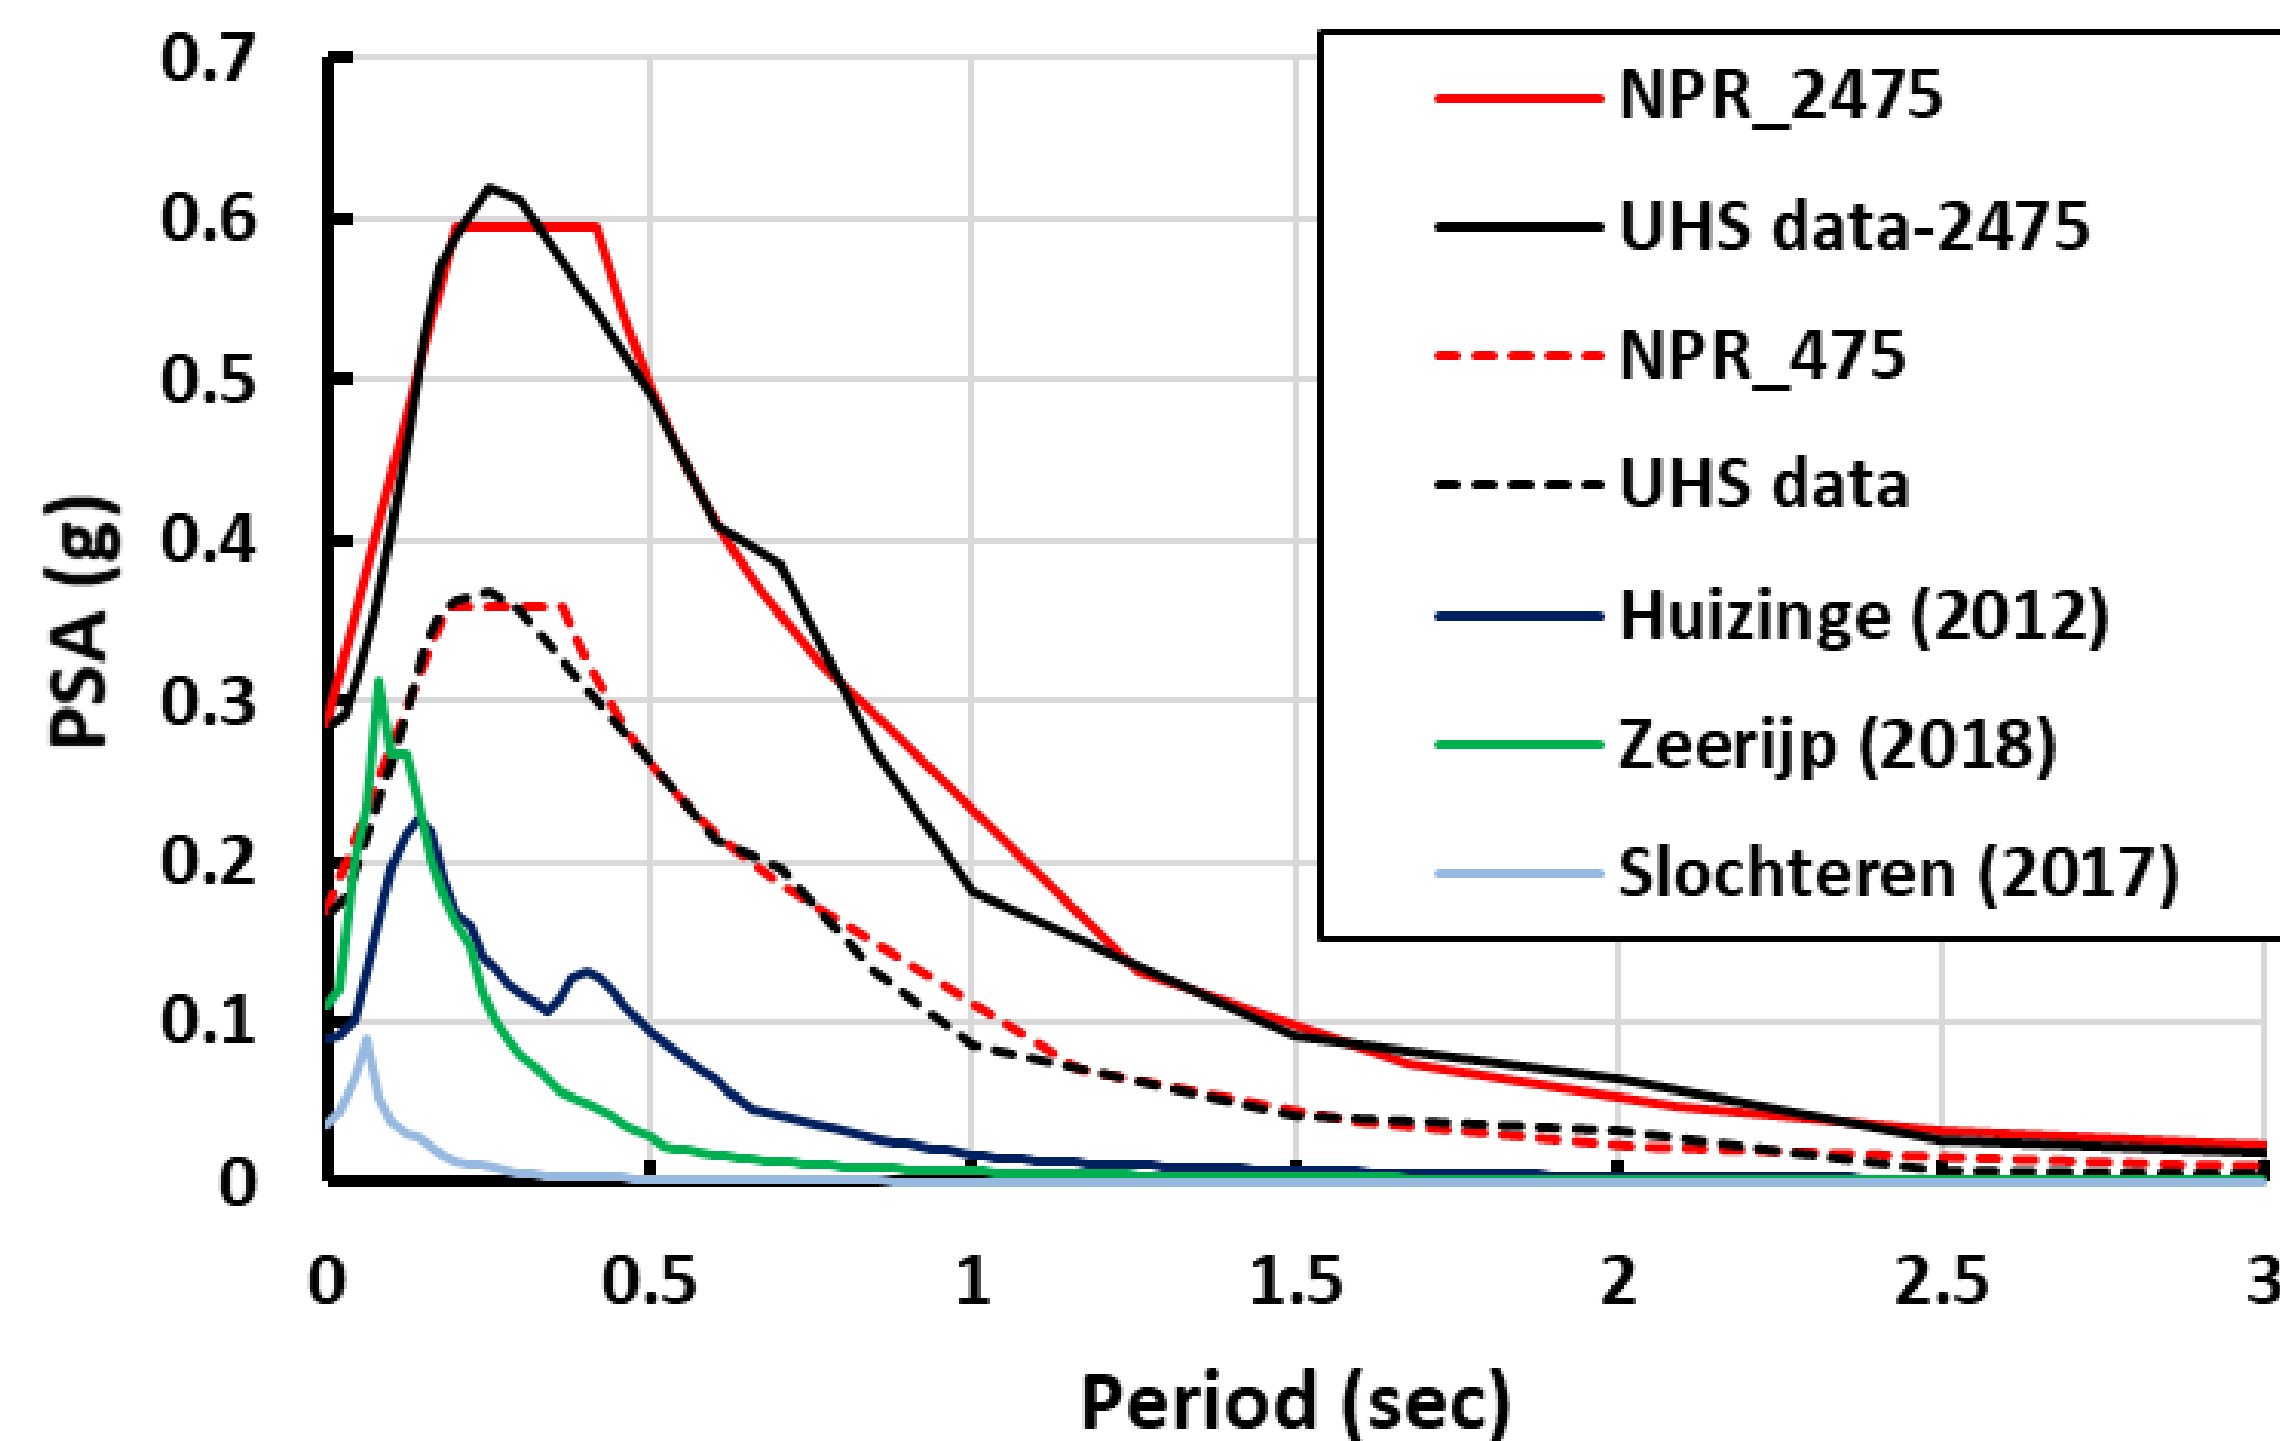 0.7
0.6
0.5
0.4
0.3
0.2
0.1
0
PSA (g)
0 0.5 1 1.5 2 2.5 3
Period (sec)
NPR_2475
UHS data-2475
NPR_475
UHS data
Huizinge (2012)
Zeerijp (2018)
Slochteren (2017)